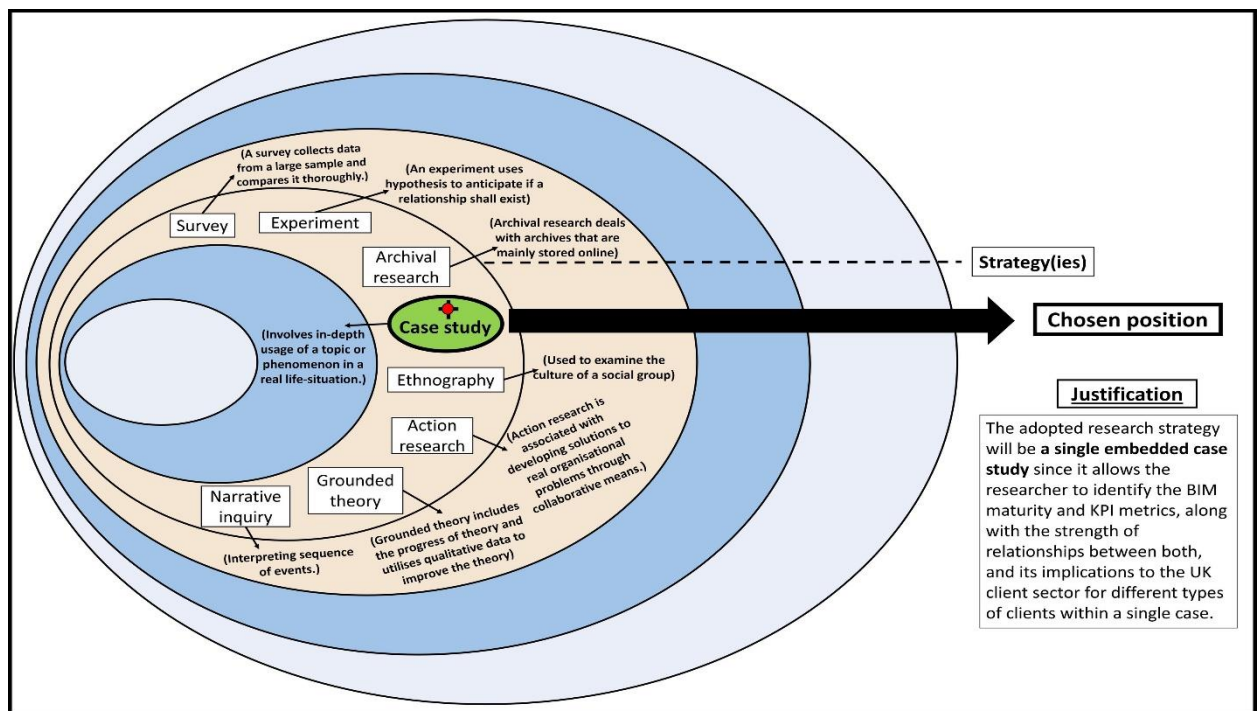 (A survey collects data
from a large sample and
compares it thoroughly.)
Survey
(An experiment uses
hypothesis to anticipate if a
relationship shall exist)
Experiment
(Archival research deals
with archives that are
mainly stored online)
Archival
research
Strategy(ies)
Case study
Chosen position
(Involves in-depth
usage of a topic or
phenomenon in a
real life-situation.)
Ethnography
(Used to examine the
culture of a social group)
Action
research
(Action research is
associated with
developing solutions to
real organisational
problems through
collaborative means.)
Grounded
theory
(Grounded theory includes
the progress of theory and
utilises qualitative data to
improve the theory)
Narrative
inquiry
(Interpreting sequence
of events.)
Justification
The adopted research strategy
will be a single embedded case
study since it allows the
researcher to identify the BIM
maturity and KPI metrics, along
with the strength of
relationships between both,
and its implications to the UK
client sector for different types
of clients within a single case.